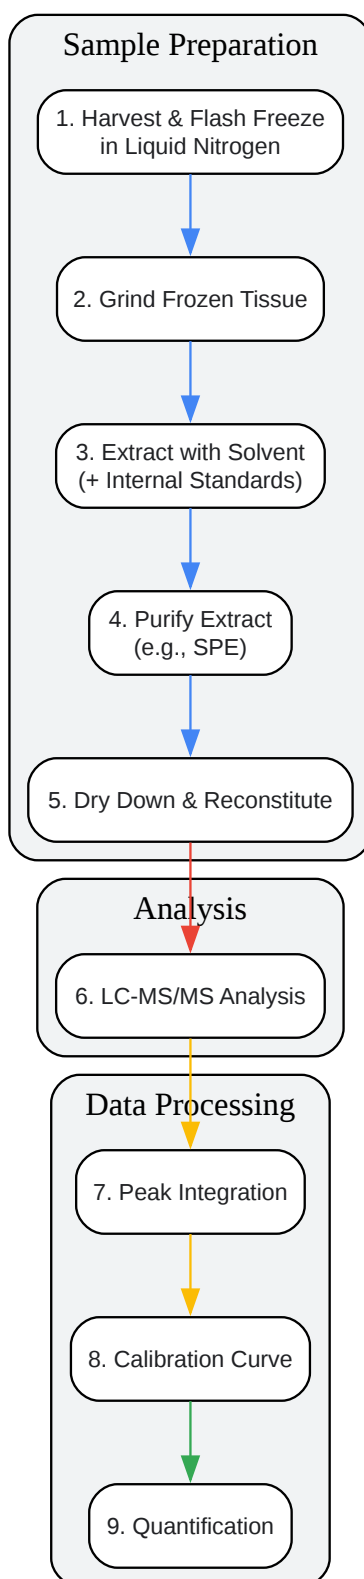 Sample Preparation
1. Harvest & Flash Freeze
in Liquid Nitrogen
2. Grind Frozen Tissue
3. Extract with Solvent
(+ Internal Standards)
4. Purify Extract
(e.g., SPE)
5. Dry Down & Reconstitute
Analysis
6. LC-MS/MS Analysis
Data Processing
7. Peak Integration
8. Calibration Curve
9. Quantification